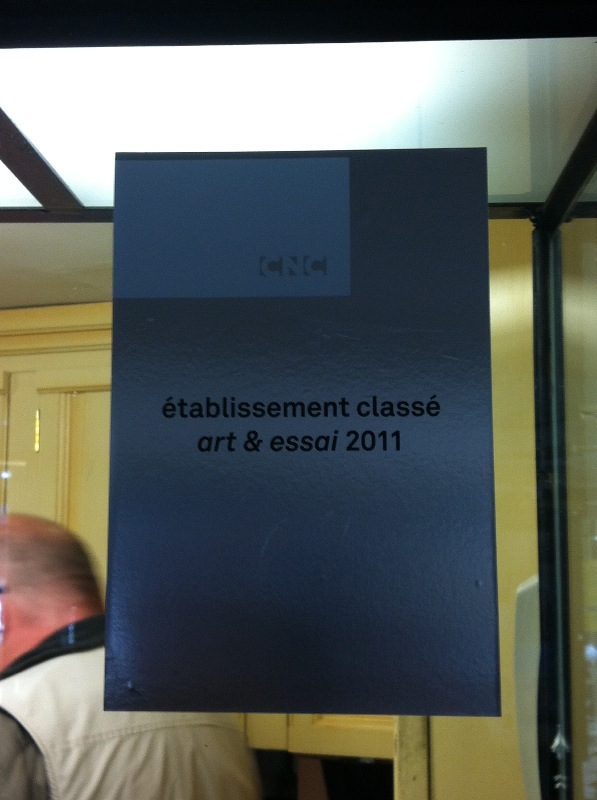 CNC
établissement classé
art & essai 2011